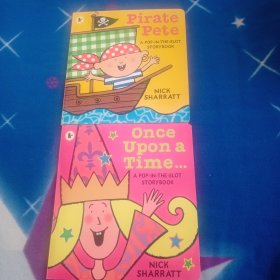 Pirate
Pete
A POP-IN-THE-SLOT
STORYBOOK
NICK
SHARRATT
Once
Upon a
Time...
A POP-IN-THE-SLOT
STORYBOOK
NICK
SHARRATT